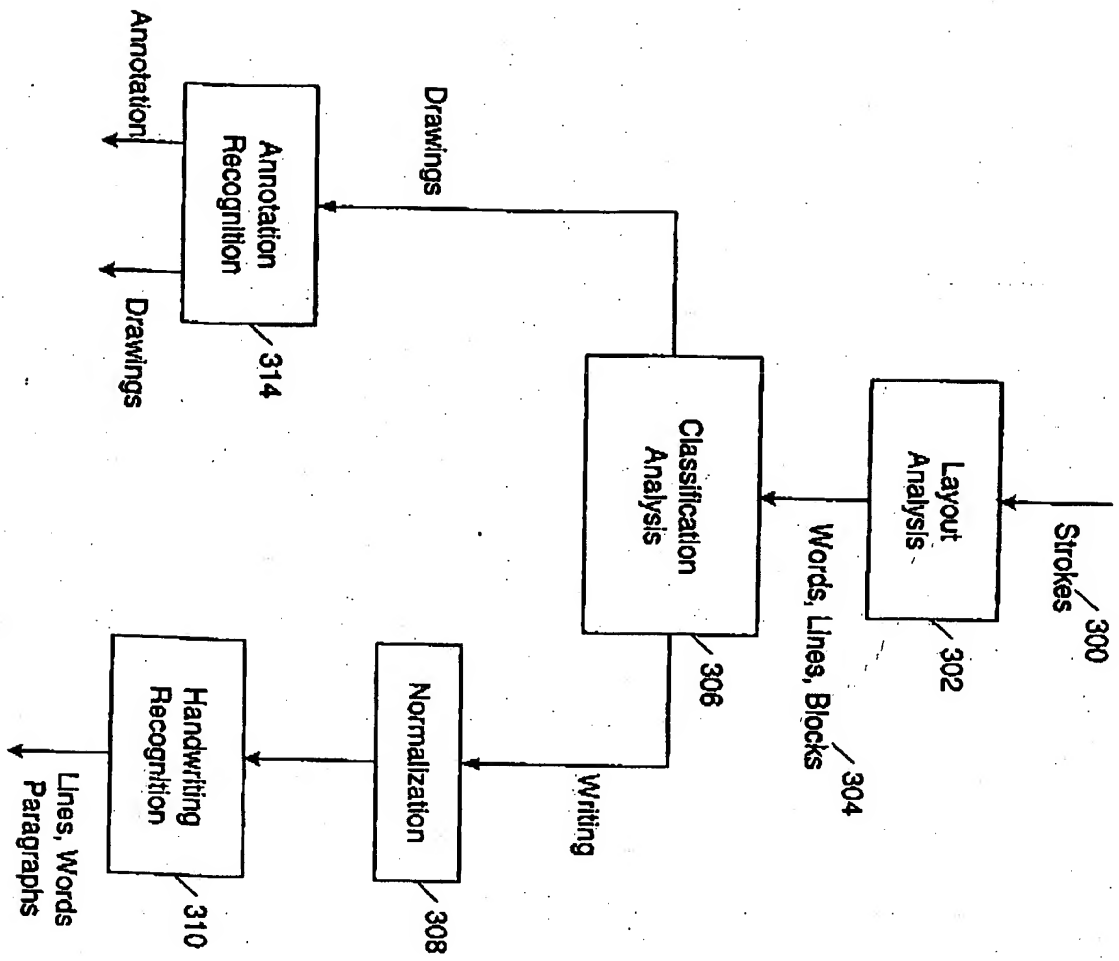 300
Strokes
Layout
Analysis
302
Words, Lines, Blocks
304
Classification
Analysis
306
Drawings
Writing
Annotation
Recognition
314
Annotation
Drawings
Normalization
308
Handwriting
Recognition
310
Lines, Words
Paragraphs